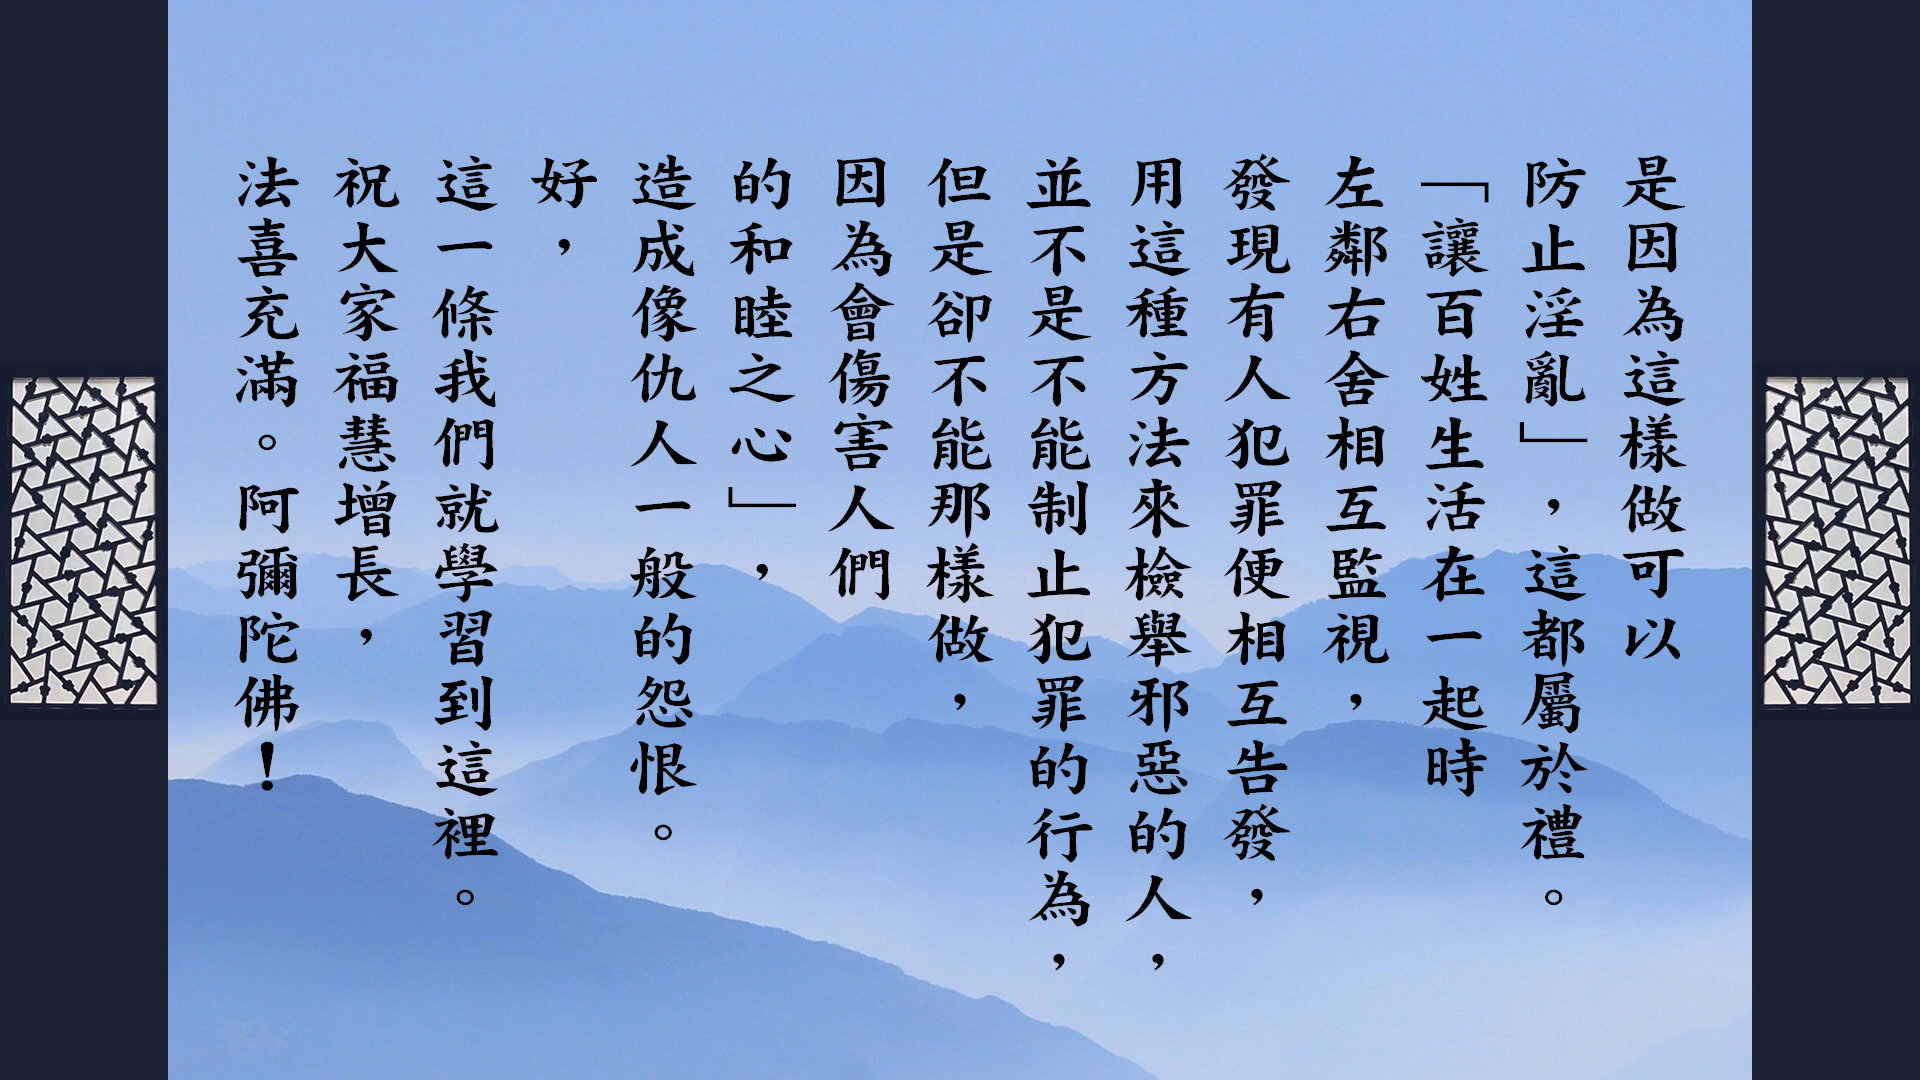 是因為這樣做可以
防止淫亂」，這都屬於禮。
「讓百姓生活在一起時
左鄰右舍相互監視，
發現有人犯罪便相互告發，
用這種方法來檢舉邪惡的人，
並不是不能制止犯罪的行為，
但是卻不能那樣做，
因為會傷害人們
的和睦之心」，
造成像仇人一般的怨恨。
好，
這一條我們就學習到這裡。
祝大家福慧增長，
法喜充滿。阿彌陀佛！